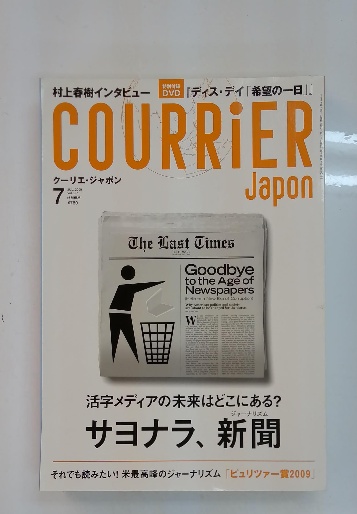 村上春樹インタビュー
特別付録
DVD
「ディス・デイ」希望の一日
COURRiER
Japon
クーリエ・ジャポン
7
The Last Times
Goodbye
to the Age of
Newspapers
W
活字メディアの未来はどこにある?
サヨナラ、新聞
ジャーナリズム
それでも読みたい! 米最高峰のジャーナリズム「ピュリツァー賞2009」